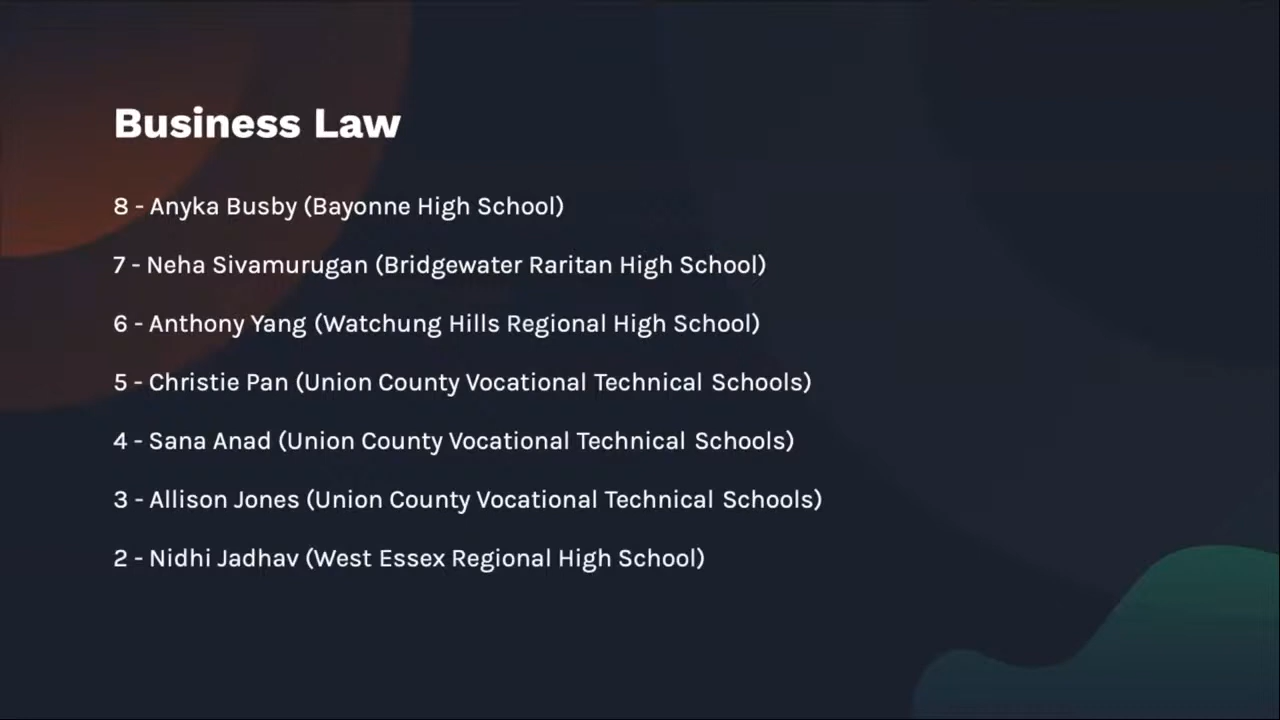 Business Law
8 - Anyka Busby (Bayonne High School)
7 - Neha Sivamurugan (Bridgewater Raritan High School)
6 - Anthony Yang (Watchung Hills Regional High School)
5 - Christie Pan (Union County Vocational Technical Schools)
4 - Sana Anad (Union County Vocational Technical Schools)
3 - Allison Jones (Union County Vocational Technical Schools)
2 - Nidhi Jadhav (West Essex Regional High School)